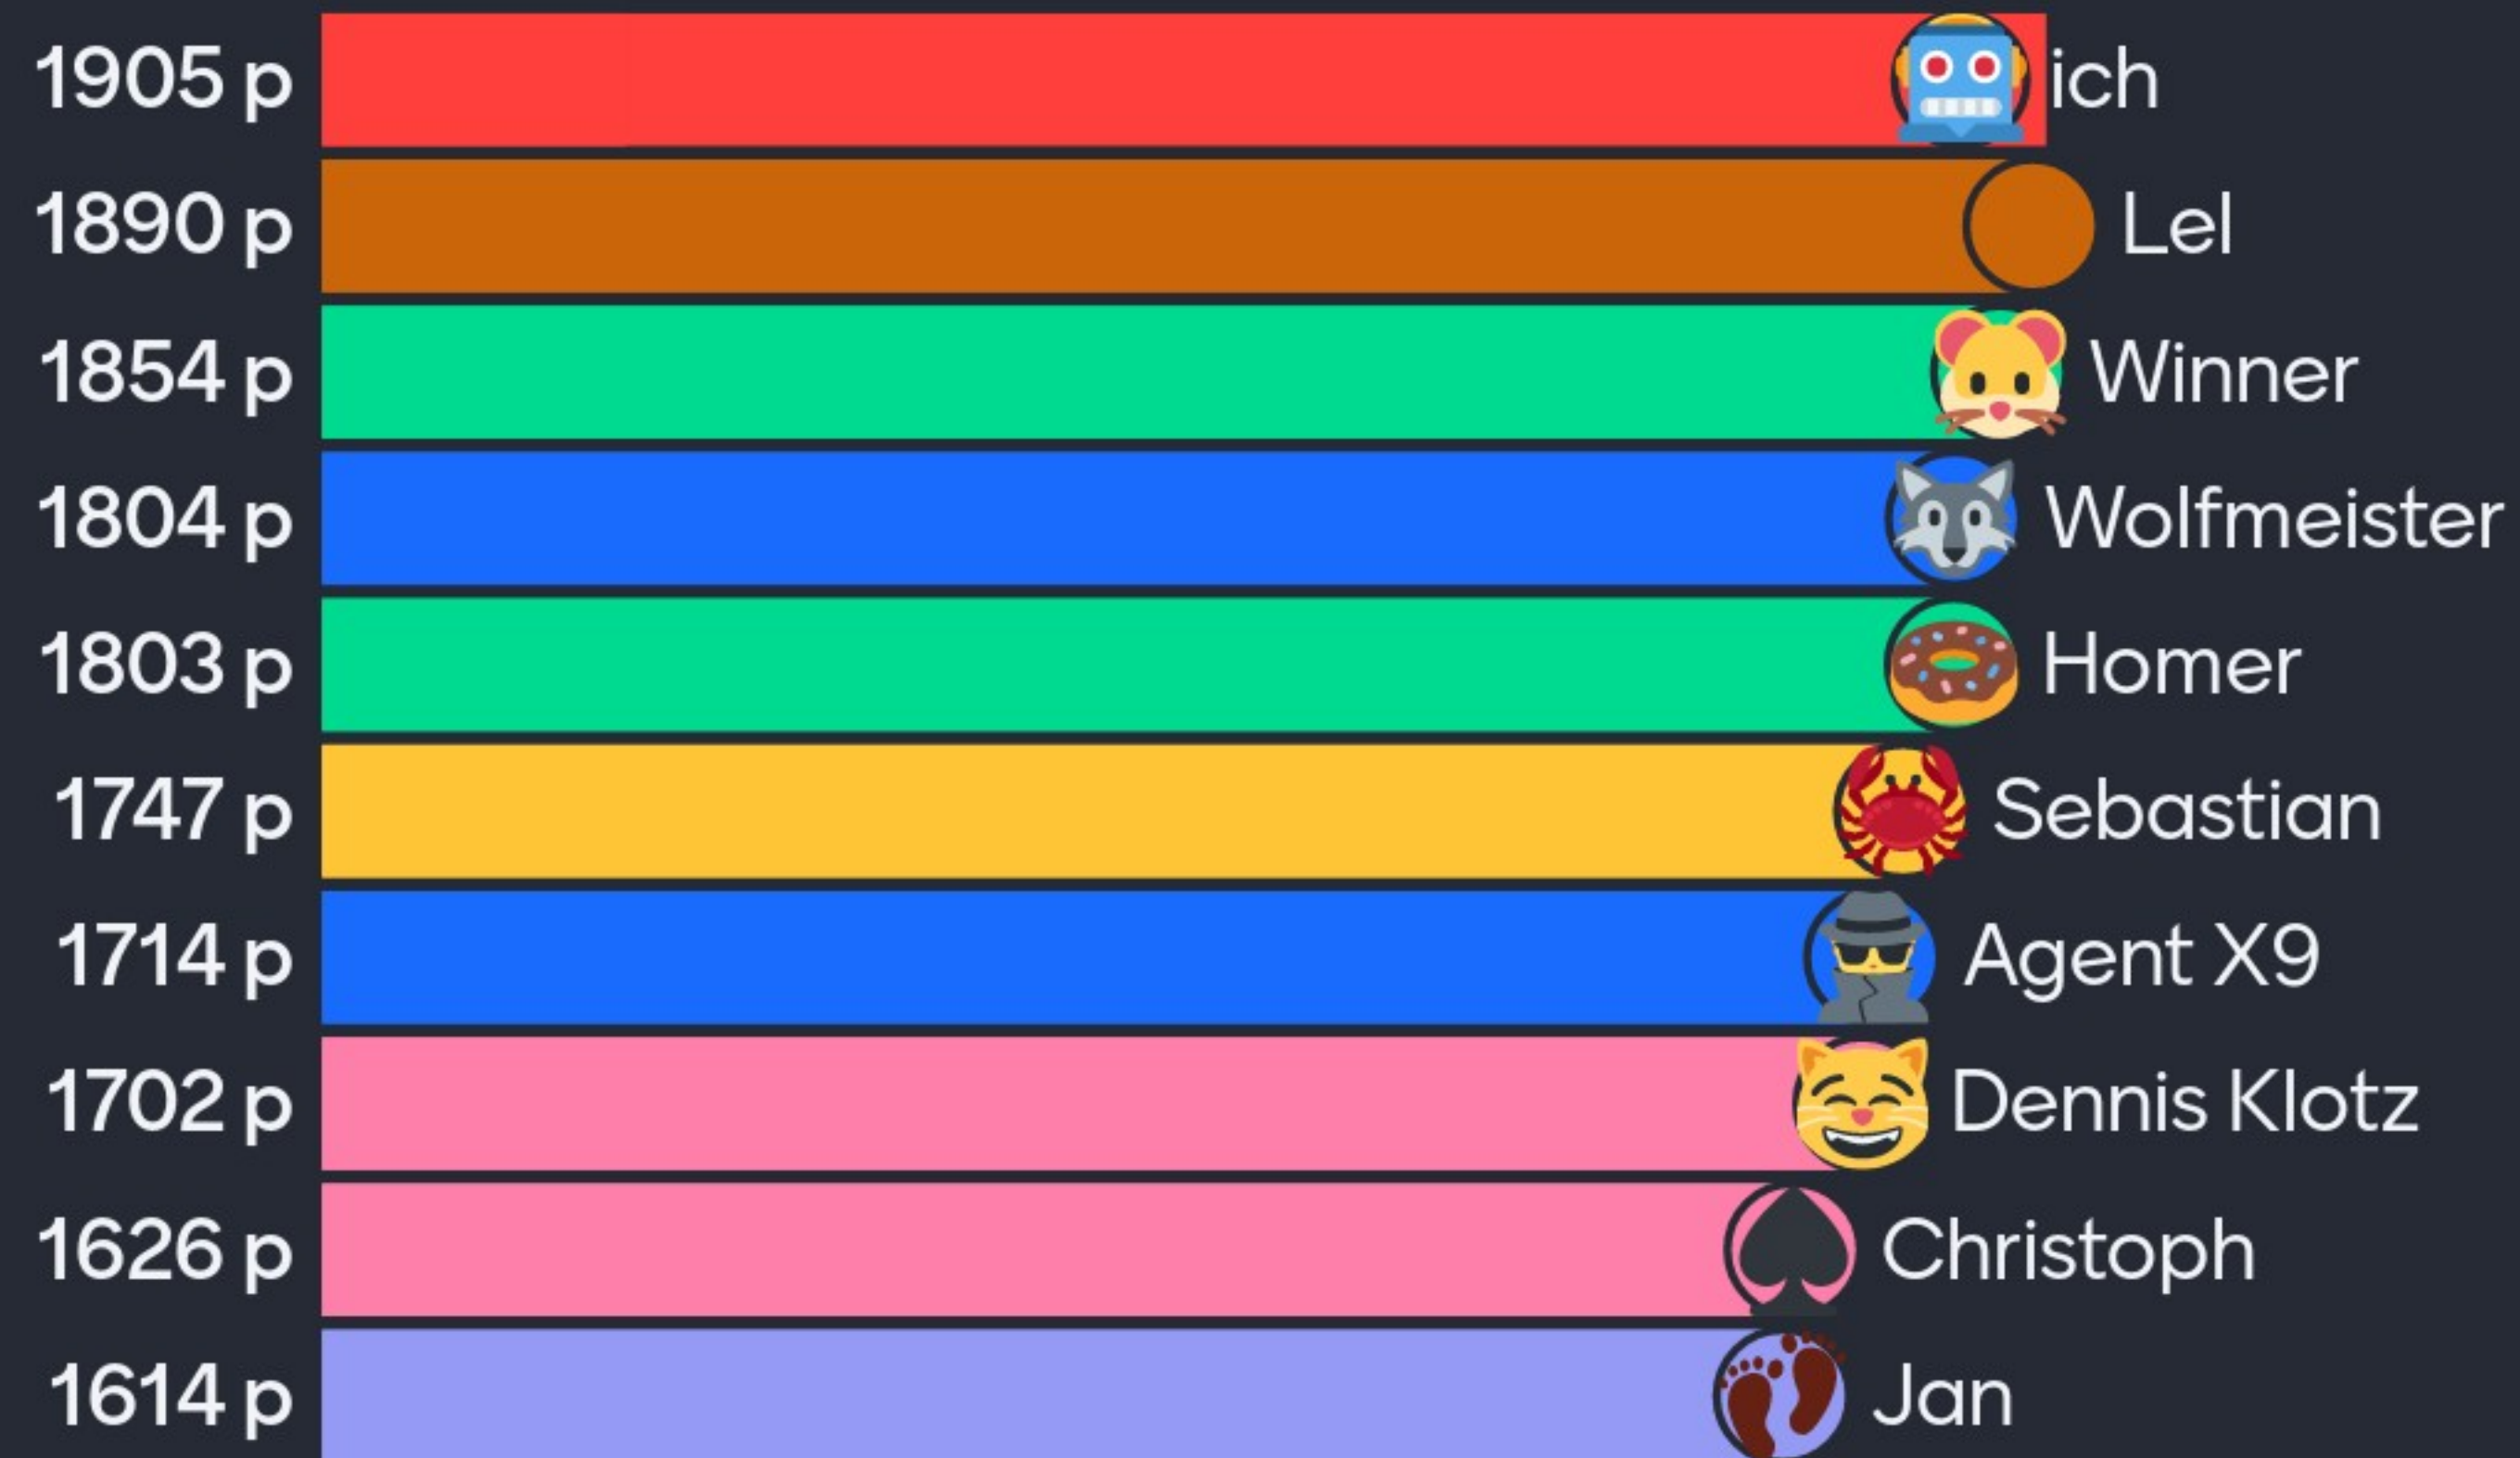 1905 p ich
1890 p Lel
1854 p Winner
1804 p Wolfmeister
1803 p Homer
1747 p Sebastian
1714 p Agent X9
1702 p Dennis Klotz
1626 p Christoph
1614 p Jan